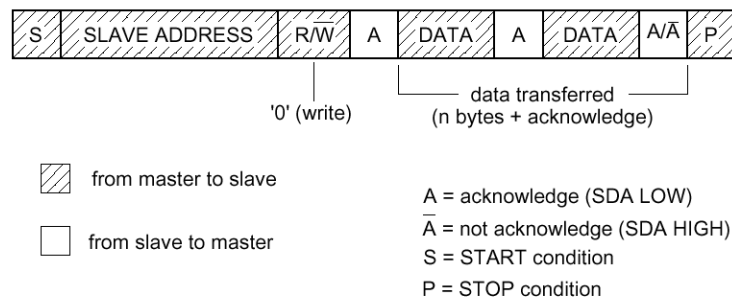 S SLAVE ADDRESS R/W̅ A DATA A DATA A/A̅ P
'0' (write)
data transferred
(n bytes + acknowledge)
from master to slave
from slave to master
A = acknowledge (SDA LOW)
A̅ = not acknowledge (SDA HIGH)
S = START condition
P = STOP condition